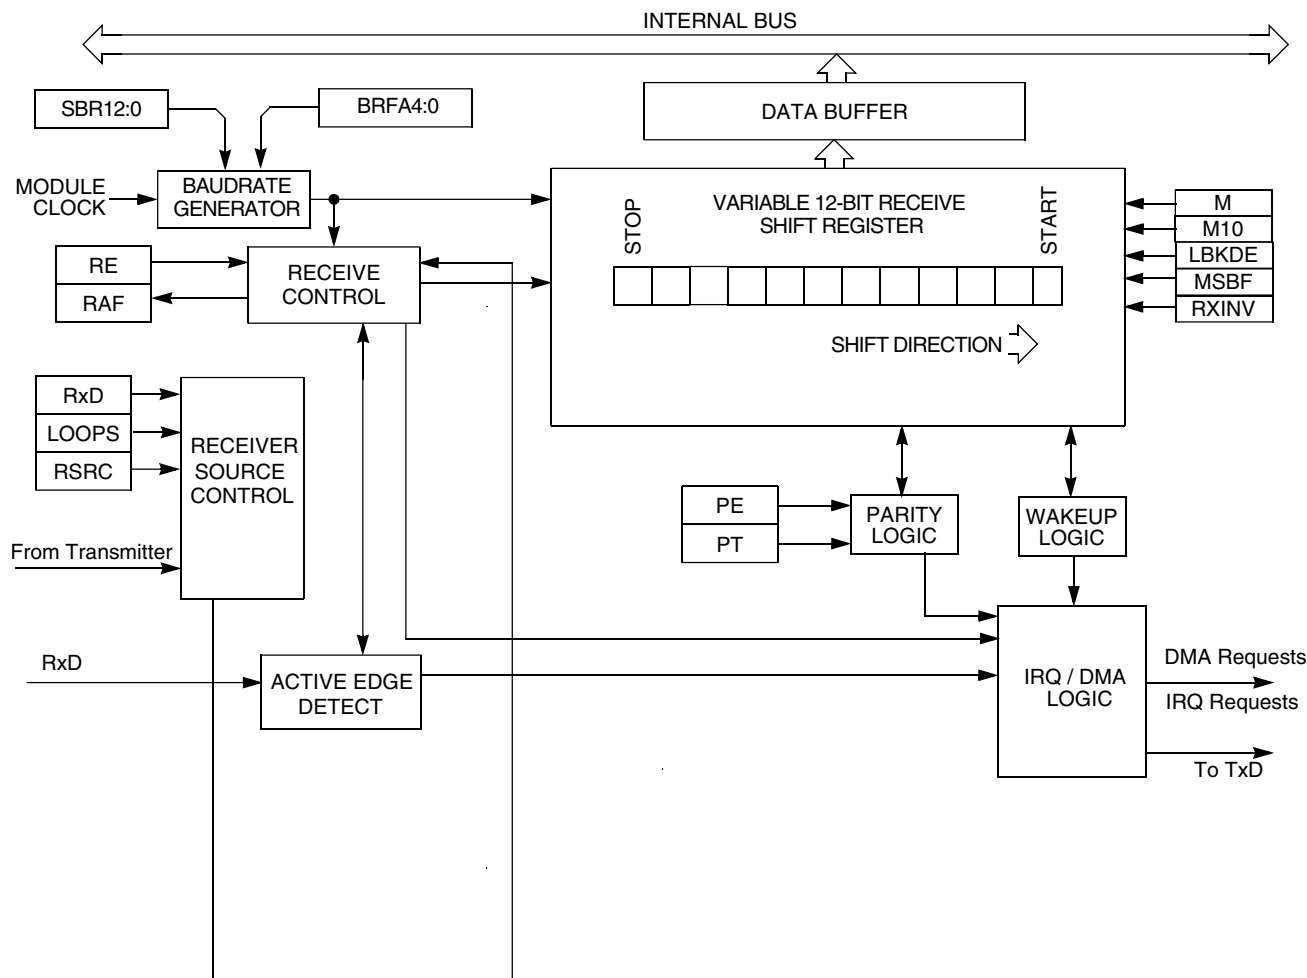 INTERNAL BUS
SBR12:0
BRFA4:0
DATA BUFFER
MODULE
CLOCK
BAUDRATE
GENERATOR
VARIABLE 12-BIT RECEIVE
SHIFT REGISTER
STOP
START
M
M10
LBKDE
MSBF
RXINV
RE
RAF
RECEIVE
CONTROL
SHIFT DIRECTION
RxD
LOOPS
RSRC
RECEIVER
SOURCE
CONTROL
From Transmitter
PE
PT
PARITY
LOGIC
WAKEUP
LOGIC
RxD
ACTIVE EDGE
DETECT
IRQ / DMA
LOGIC
DMA Requests
IRQ Requests
To TxD